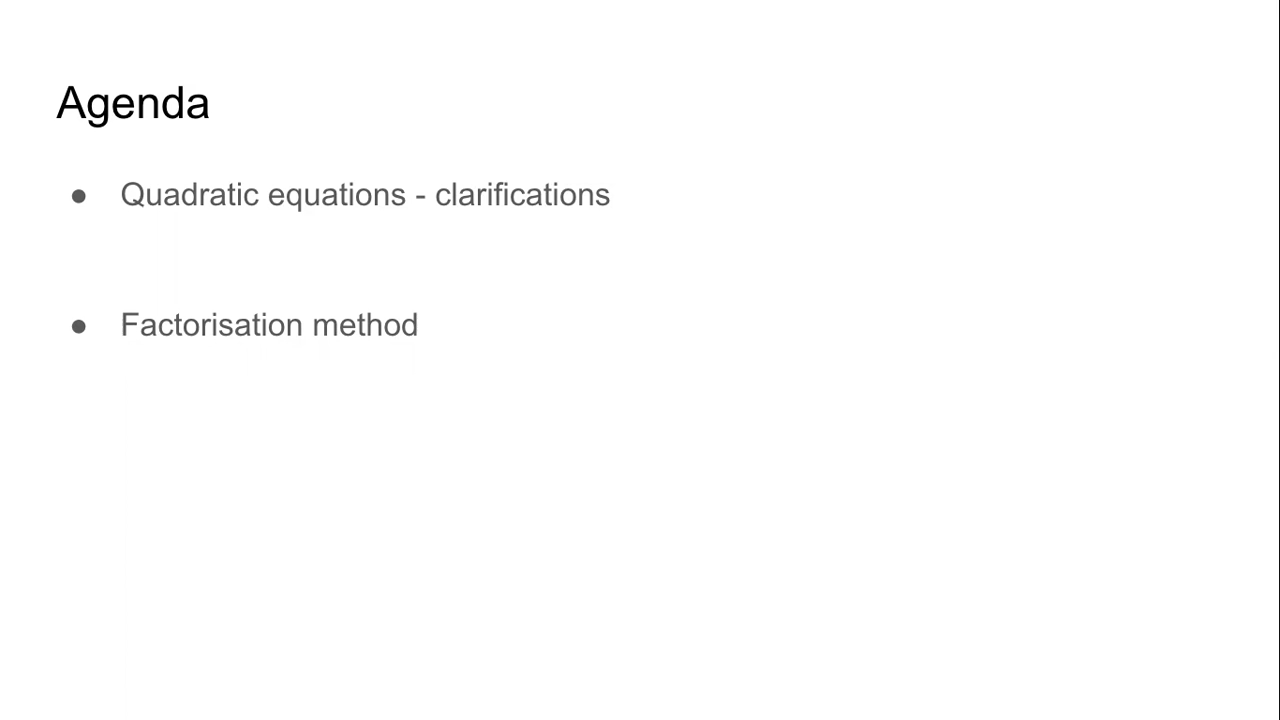 Agenda
● Quadratic equations - clarifications
● Factorisation method